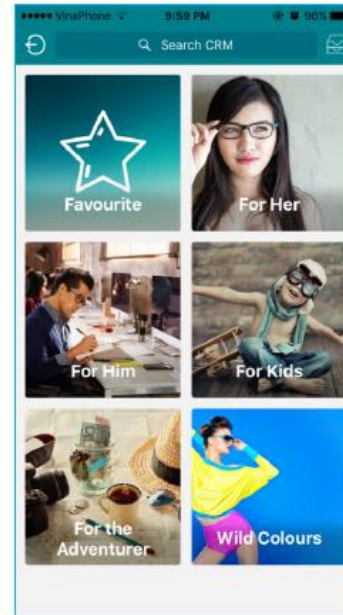 VinaPhone 9:59 PM 96%
Search CRM
Favourite
For Her
For Him
For Kids
For the
Adventurer
Wild Colours